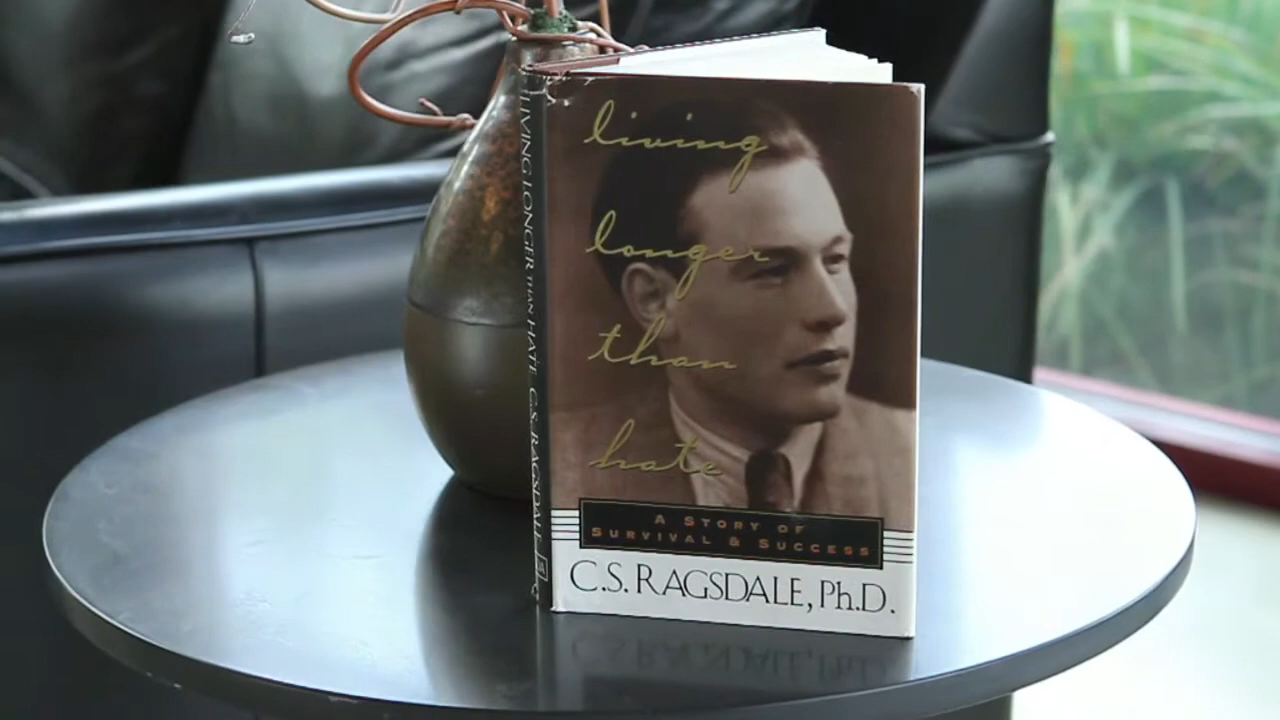 LIVING LONGER THAN HATE C.S. RAGSDALE
living
longer
than
hate
A STORY OF
SURVIVAL & SUCCESS
C.S. RAGSDALE, Ph.D.